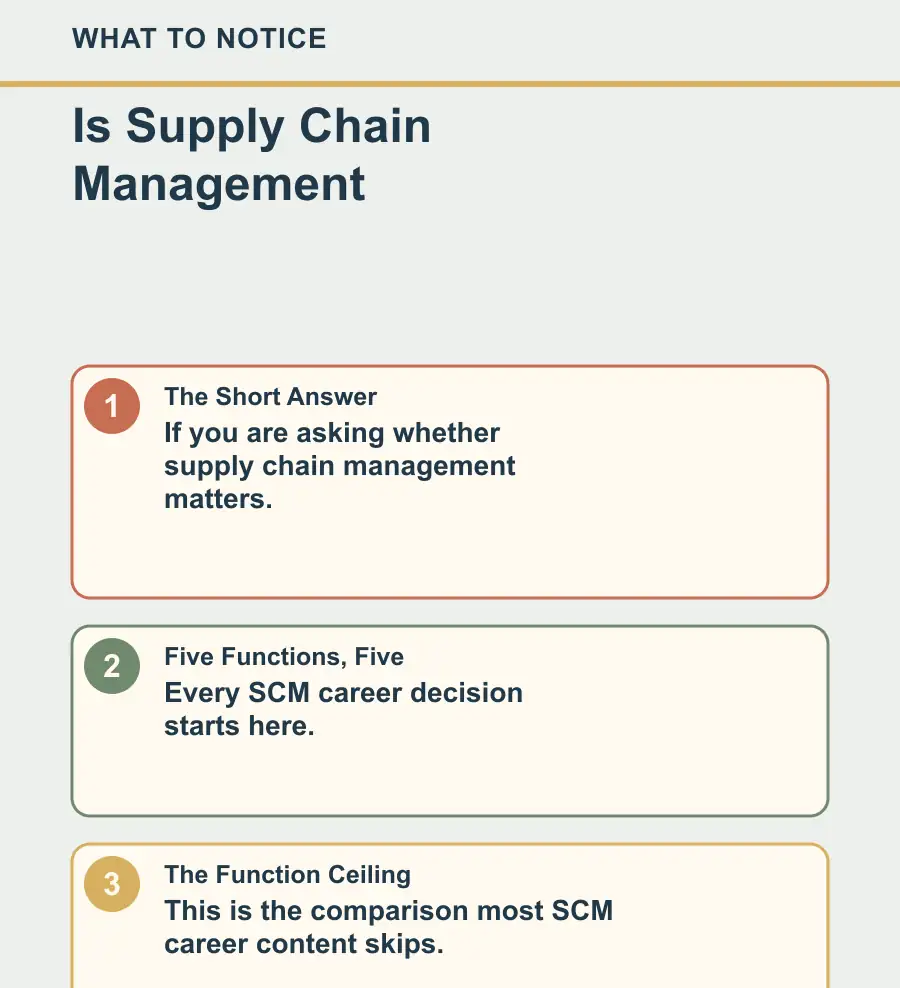 WHAT TO NOTICE
Is Supply Chain
Management
1
The Short Answer
If you are asking whether
supply chain management
matters.
2
Five Functions, Five
Every SCM career decision
starts here.
3
The Function Ceiling
This is the comparison most SCM
career content skips.